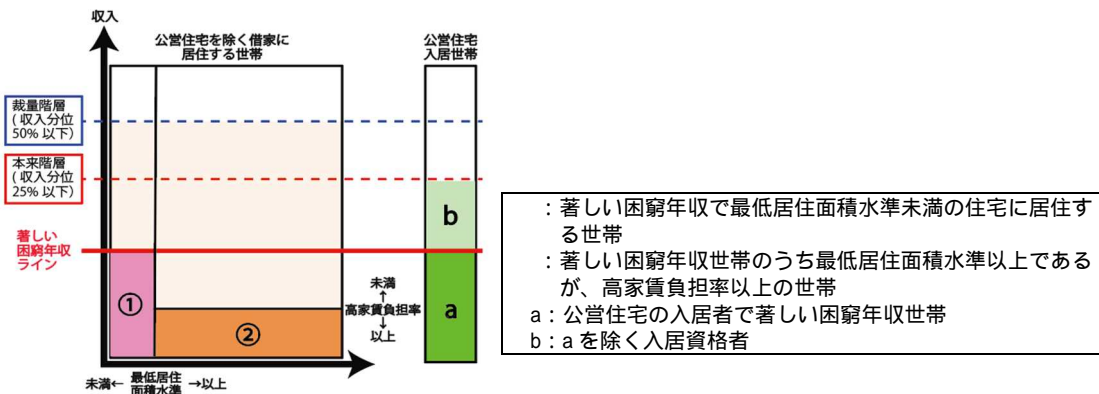 収入
公営住宅を除く借家に
居住する世帯
公営住宅
入居世帯
裁量階層
(収入分位
50% 以下)
本来階層
(収入分位
25% 以下)
著しい
困窮年収
ライン
①
②
未満
↑
高家賃負担率
↓
以上
b
a
未満← 最低居住 →以上
面積水準
:著しい困窮年収で最低居住面積水準未満の住宅に居住す
る世帯
:著しい困窮年収世帯のうち最低居住面積水準以上である
が、高家賃負担率以上の世帯
a:公営住宅の入居者で著しい困窮年収世帯
b:aを除く入居資格者